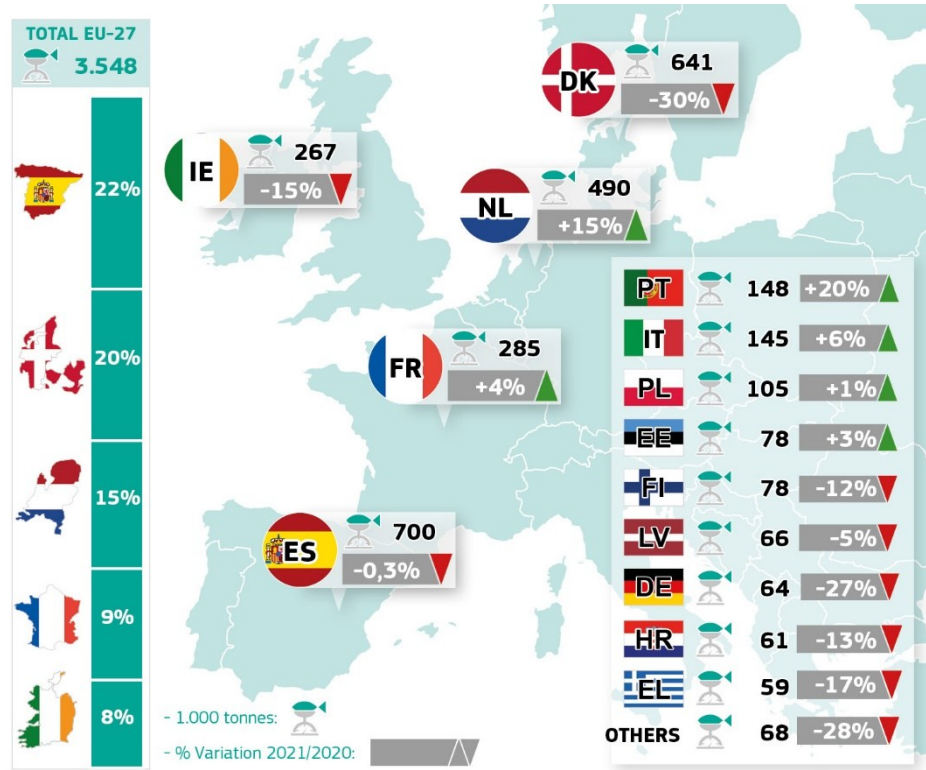 TOTAL EU-27
3.548
22%
20%
15%
9%
8%
DK
641
-30%
IE
267
-15%
NL
490
+15%
FR
285
+4%
ES
700
-0,3%
PT 148 +20%
IT 145 +6%
PL 105 +1%
EE 78 +3%
FI 78 -12%
LV 66 -5%
DE 64 -27%
HR 61 -13%
EL 59 -17%
OTHERS 68 -28%
- 1.000 tonnes:
- % Variation 2021/2020: